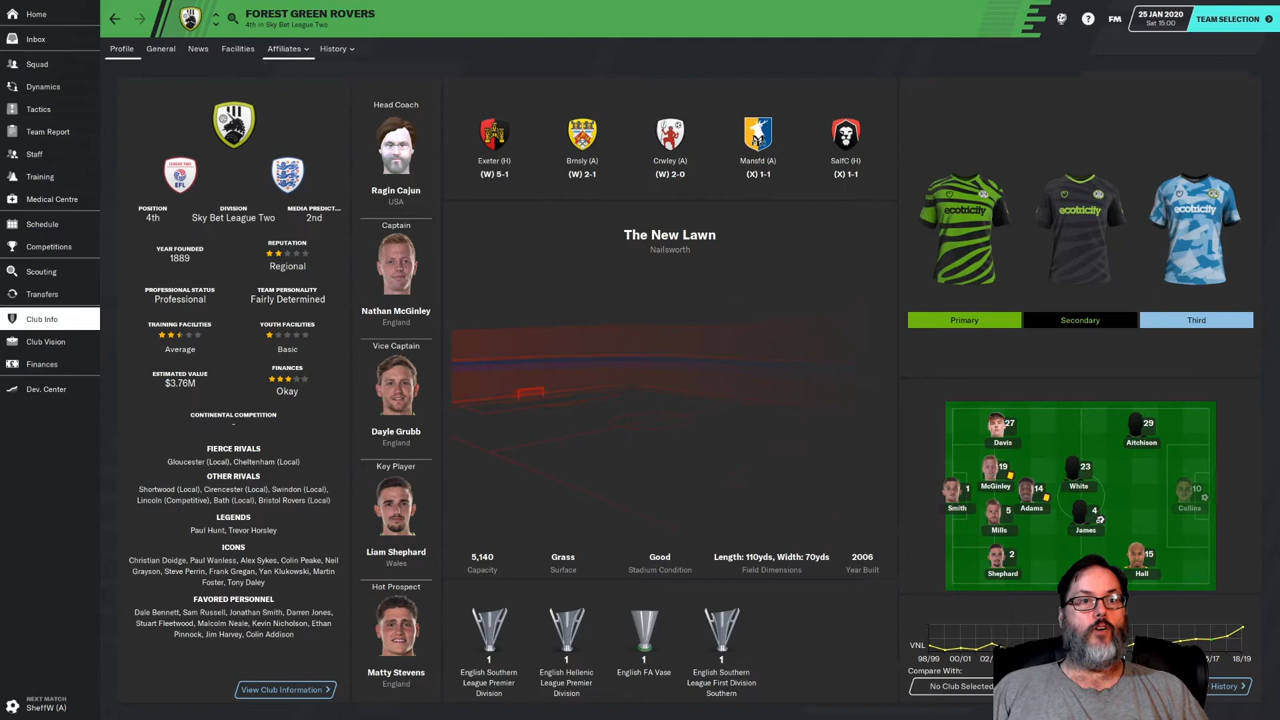 Home
Inbox
Squad
Dynamics
Tactics
Team Report
Staff
Training
Medical Centre
Schedule
Competitions
Scouting
Transfers
Club Info
Club Vision
Finances
Dev. Center
NEXT MATCH
SheffW (A)
FOREST GREEN ROVERS
4th in Sky Bet League Two
FM
25 JAN 2020
Sat 15:00
TEAM SELECTION
Profile
General
News
Facilities
Affiliates
History
POSITION
4th
DIVISION
Sky Bet League Two
MEDIA PREDICT...
2nd
YEAR FOUNDED
1889
REPUTATION
Regional
PROFESSIONAL STATUS
Professional
TEAM PERSONALITY
Fairly Determined
TRAINING FACILITIES
Average
YOUTH FACILITIES
Basic
ESTIMATED VALUE
$3.76M
FINANCES
Okay
CONTINENTAL COMPETITION
-
FIERCE RIVALS
Gloucester (Local), Cheltenham (Local)
OTHER RIVALS
Shortwood (Local), Cirencester (Local), Swindon (Local),
Lincoln (Competitive), Bath (Local), Bristol Rovers (Local)
LEGENDS
Paul Hunt, Trevor Horsley
ICONS
Christian Doidge, Paul Wanless, Alex Sykes, Colin Peake, Neil
Grayson, Steve Perrin, Frank Gregan, Yan Klukowski, Martin
Foster, Tony Daley
FAVORED PERSONNEL
Dale Bennett, Sam Russell, Jonathan Smith, Darren Jones,
Stuart Fleetwood, Malcolm Neale, Kevin Nicholson, Ethan
Pinnock, Jim Harvey, Colin Addison
View Club Information
Head Coach
Ragin Cajun
USA
Captain
Nathan McGinley
England
Vice Captain
Dayle Grubb
England
Key Player
Liam Shephard
Wales
Hot Prospect
Matty Stevens
England
Exeter (H)
(W) 5-1
Brnsly (A)
(W) 2-1
Crwley (A)
(W) 2-0
Mansfd (A)
(X) 1-1
SalfC (H)
(X) 1-1
The New Lawn
Nailsworth
5,140
Capacity
Grass
Surface
Good
Stadium Condition
Length: 110yds, Width: 70yds
Field Dimensions
2006
Year Built
1
English Southern
League Premier
Division
1
English Hellenic
League Premier
Division
1
English FA Vase
1
English Southern
League First Division
Southern
ecotricity
ecotricity
ecotricity
Primary
Secondary
Third
27
Davis
29
Aitchison
19
McGinley
23
White
1
Smith
14
Adams
10
Collins
5
Mills
4
James
2
Shephard
15
Hall
VNL
98/99
00/01
02/
6/17
18/19
Compare With:
No Club Selected
History